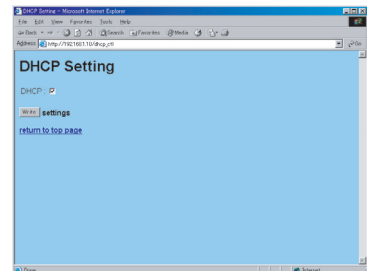 DHCP Setting - Microsoft Internet Explorer
File Edit View Favorites Tools Help
Back Search Favorites Media
Address http://192.168.1.10/dhcp_ctl Go
DHCP Setting
DHCP :
Write settings
return to top page
Done Internet